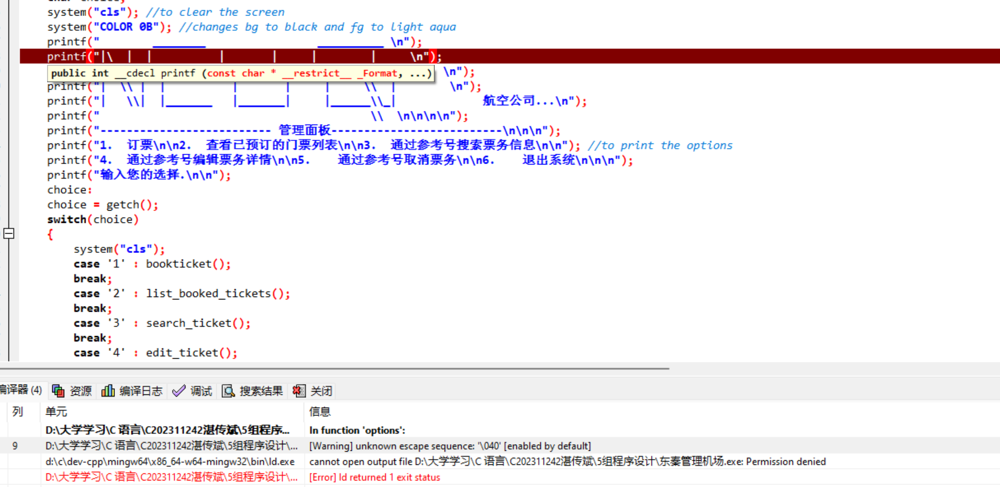 char choice;
system("cls"); //to clear the screen
system("COLOR 0B"); //changes bg to black and fg to light aqua
printf("        ________                 __________ \n");
printf("|\  |  |          |       |     |        |     \n");
public int __cdecl printf (const char * __restrict__ _Format, ...)
\n");
printf("|  \\ |  |          |       |     |     \\  |        \n");
printf("|   \\|  |_______   |_______|     |______\\_|             航空公司...\n");
printf("                                         \\  \n\n\n\n");
printf("-------------------------- 管理面板--------------------------\n\n\n");
printf("1.  订票\n\n2.  查看已预订的门票列表\n\n3.  通过参考号搜索票务信息\n\n"); //to print the options
printf("4.  通过参考号编辑票务详情\n\n5.    通过参考号取消票务\n\n6.    退出系统\n\n\n");
printf("输入您的选择.\n\n");
choice:
choice = getch();
switch(choice)
{
system("cls");
case '1' : bookticket();
break;
case '2' : list_booked_tickets();
break;
case '3' : search_ticket();
break;
case '4' : edit_ticket();
编译器 (4) 资源 编译日志 调试 搜索结果 关闭
列 单元 信息
D:\大学学习\C 语言\C202311242湛传斌\5组程序... In function 'options':
9 D:\大学学习\C 语言\C202311242湛传斌\5组程序设计\... [Warning] unknown escape sequence: '\040' [enabled by default]
d:\c\dev-cpp\mingw64\x86_64-w64-mingw32\bin\ld.exe cannot open output file D:\大学学习\C 语言\C202311242湛传斌\5组程序设计\东秦管理机场.exe: Permission denied
D:\大学学习\C 语言\C202311242湛传斌\5组程序设计\... [Error] ld returned 1 exit status